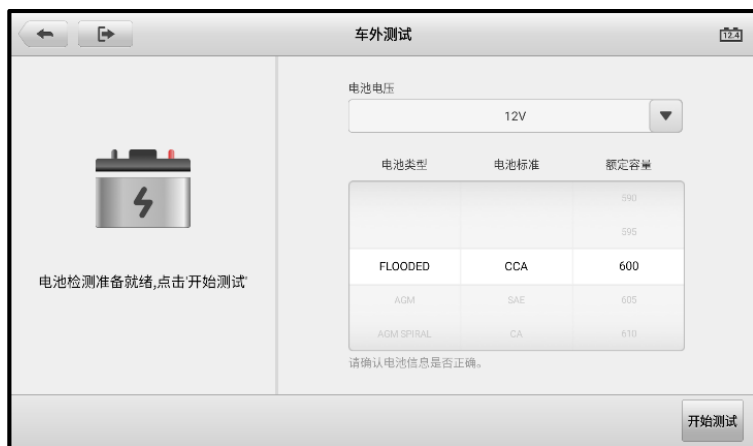 车外测试
12.4
电池电压
12V
电池类型 电池标准 额定容量
590
595
FLOODED CCA 600
AGM SAE 605
AGM SPIRAL CA 610
请确认电池信息是否正确。
电池检测准备就绪,点击'开始测试'
开始测试